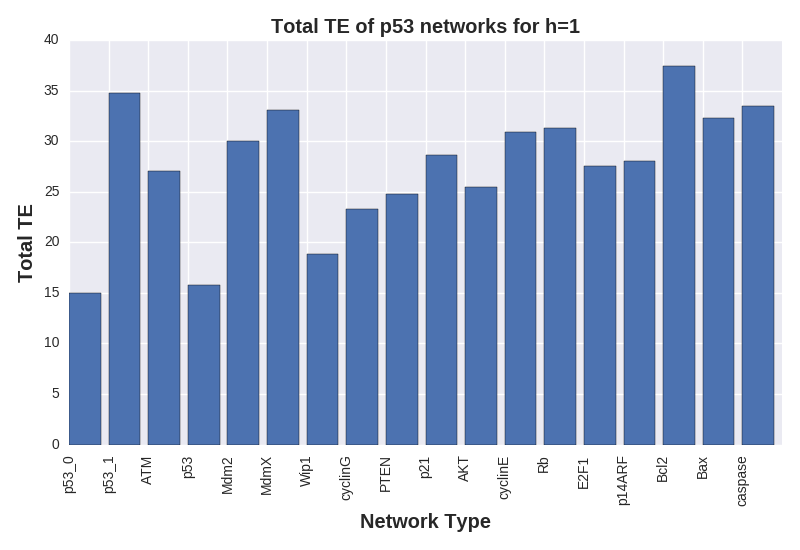 Total TE of p53 networks for h=1
40
35
30
25
20
15
10
5
0
Total TE
p53_0
p53_1
ATM
p53
Mdm2
MdmX
Wip1
cyclinG
PTEN
p21
AKT
cyclinE
Rb
E2F1
p14ARF
Bcl2
Bax
caspase
Network Type